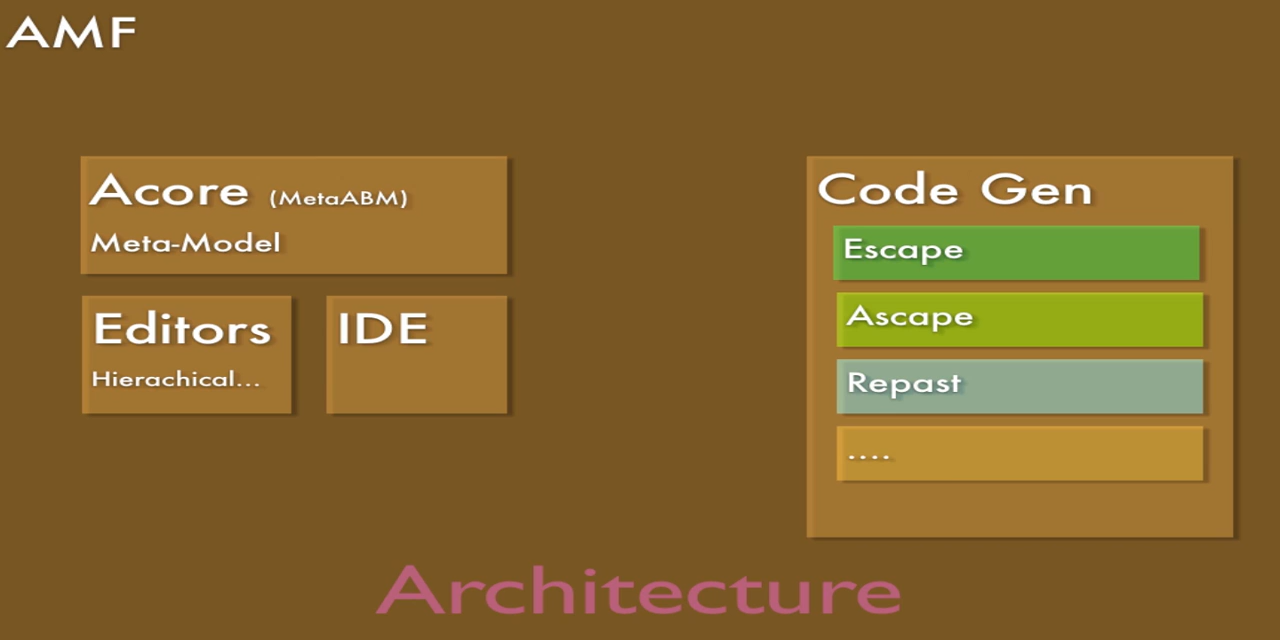 AMF
Acore (MetaABM)
Meta-Model
Editors
Hierachical...
IDE
Code Gen
Escape
Ascape
Repast
....
Architecture